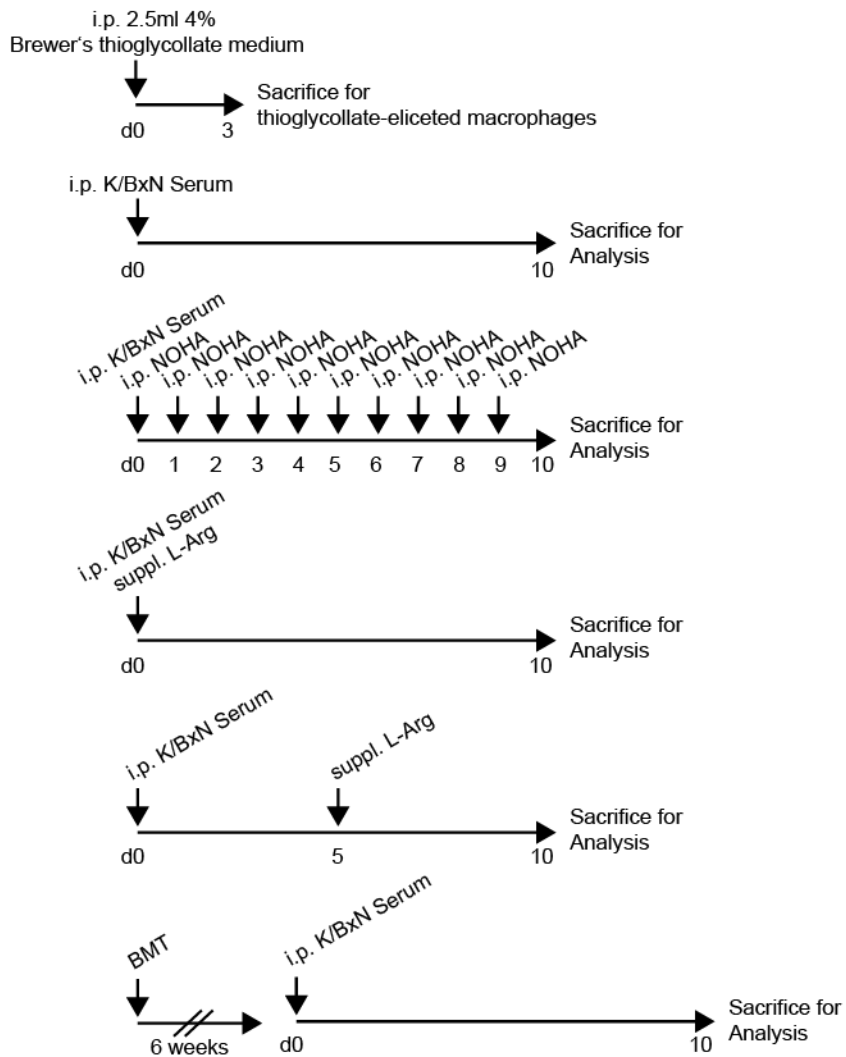 i.p. 2.5ml 4%
Brewer‘s thioglycollate medium
Sacrifice for
thioglycollate-eliceted macrophages
d0
3
i.p. K/BxN Serum
Sacrifice for
Analysis
d0
10
i.p. K/BxN Serum
i.p. NOHA
i.p. NOHA
i.p. NOHA
i.p. NOHA
i.p. NOHA
i.p. NOHA
i.p. NOHA
i.p. NOHA
i.p. NOHA
i.p. NOHA
Sacrifice for
Analysis
d0
1
2
3
4
5
6
7
8
9
10
i.p. K/BxN Serum
suppl. L-Arg
Sacrifice for
Analysis
d0
10
i.p. K/BxN Serum
suppl. L-Arg
Sacrifice for
Analysis
d0
5
10
BMT
i.p. K/BxN Serum
Sacrifice for
Analysis
6 weeks
d0
10